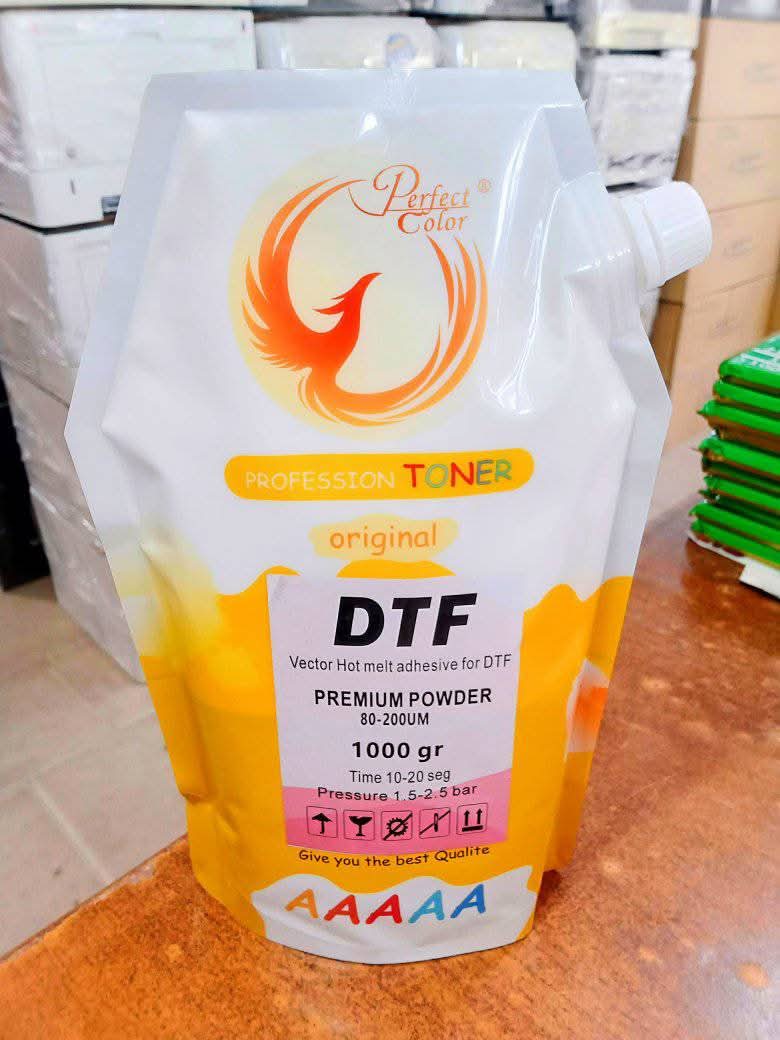 Perfect ®
Color
PROFESSION TONER
original
DTF
Vector Hot melt adhesive for DTF
PREMIUM POWDER
80-200UM
1000 gr
Time 10-20 seg
Pressure 1.5-2.5 bar
Give you the best Qualite
AAAAA